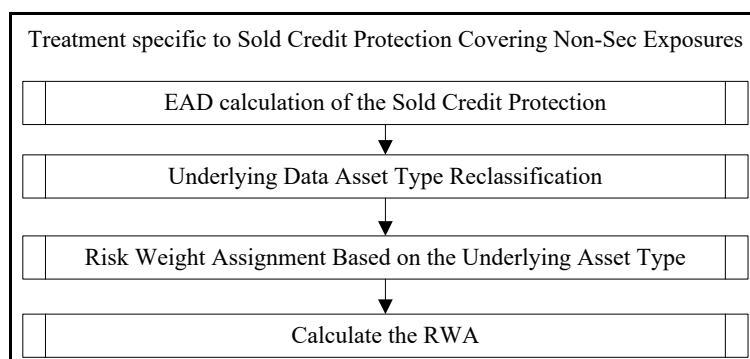 Treatment specific to Sold Credit Protection Covering Non-Sec Exposures
EAD calculation of the Sold Credit Protection
Underlying Data Asset Type Reclassification
Risk Weight Assignment Based on the Underlying Asset Type
Calculate the RWA